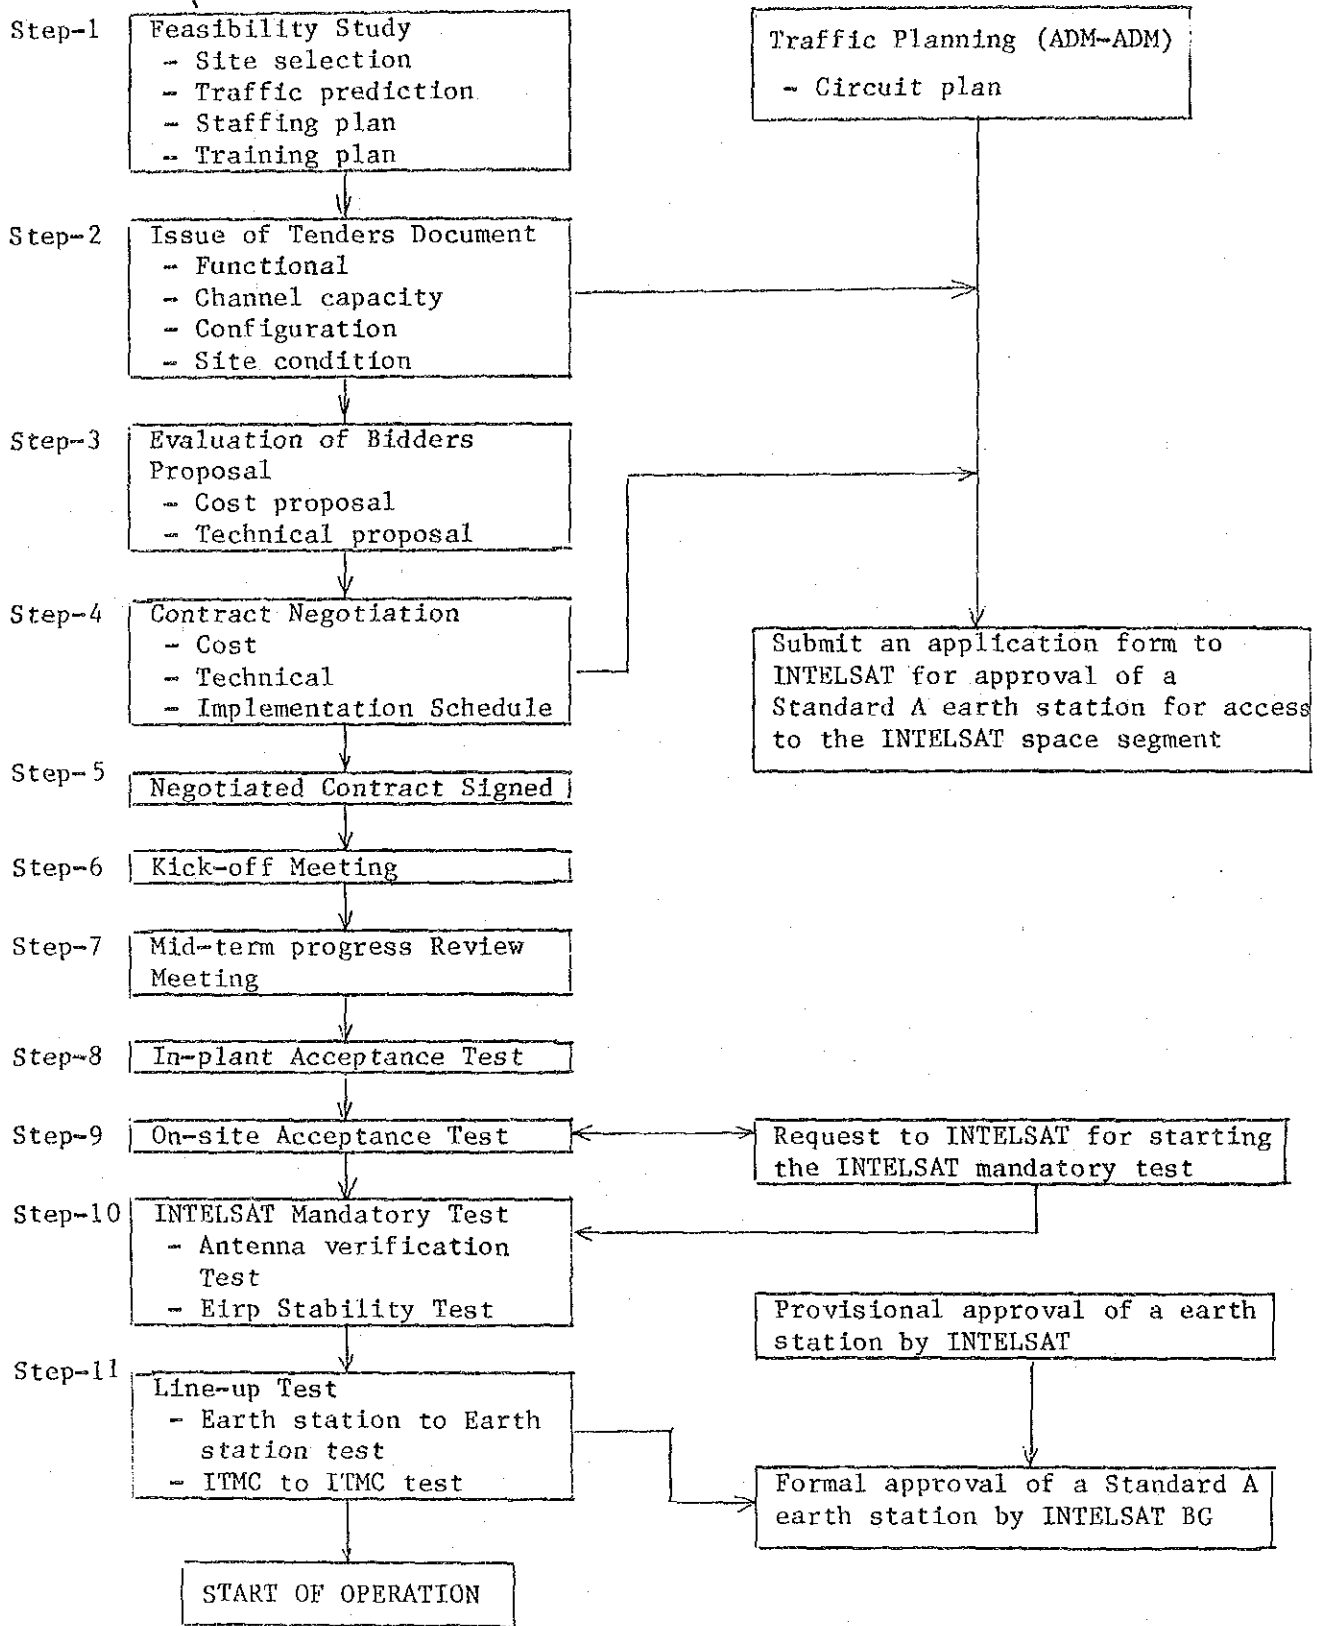 Step-1
Feasibility Study
- Site selection
- Traffic prediction
- Staffing plan
- Training plan
Traffic Planning (ADM-ADM)
- Circuit plan
Step-2
Issue of Tenders Document
- Functional
- Channel capacity
- Configuration
- Site condition
Step-3
Evaluation of Bidders
Proposal
- Cost proposal
- Technical proposal
Step-4
Contract Negotiation
- Cost
- Technical
- Implementation Schedule
Submit an application form to
INTELSAT for approval of a
Standard A earth station for access
to the INTELSAT space segment
Step-5
Negotiated Contract Signed
Step-6
Kick-off Meeting
Step-7
Mid-term progress Review
Meeting
Step-8
In-plant Acceptance Test
Step-9
On-site Acceptance Test
Request to INTELSAT for starting
the INTELSAT mandatory test
Step-10
INTELSAT Mandatory Test
- Antenna verification
Test
- Eirp Stability Test
Provisional approval of a earth
station by INTELSAT
Step-11
Line-up Test
- Earth station to Earth
station test
- ITMC to ITMC test
Formal approval of a Standard A
earth station by INTELSAT BG
START OF OPERATION